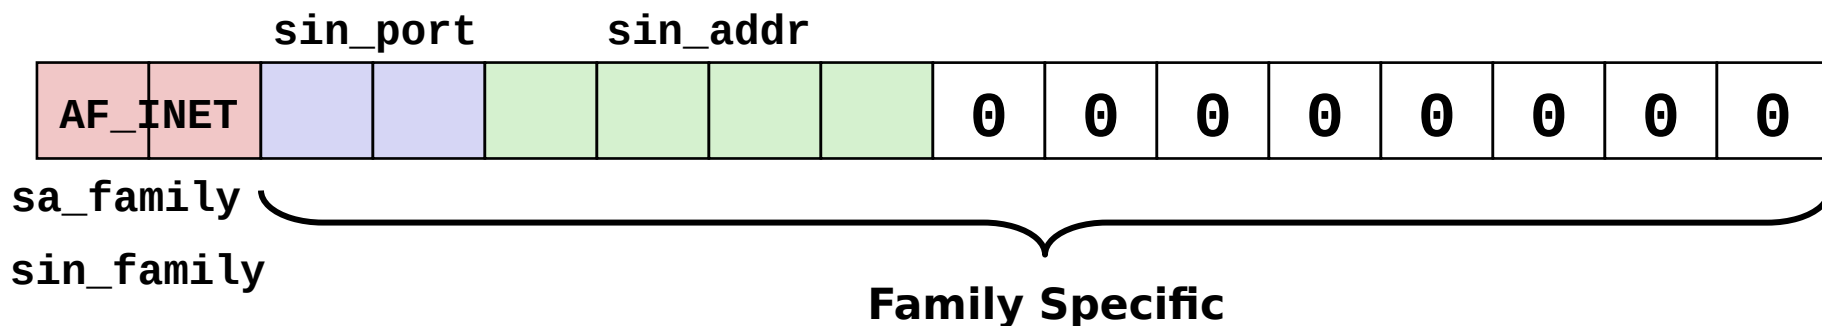 sin_port sin_addr
AF_INET 0 0 0 0 0 0 0 0
sa_family
sin_family
Family Specific